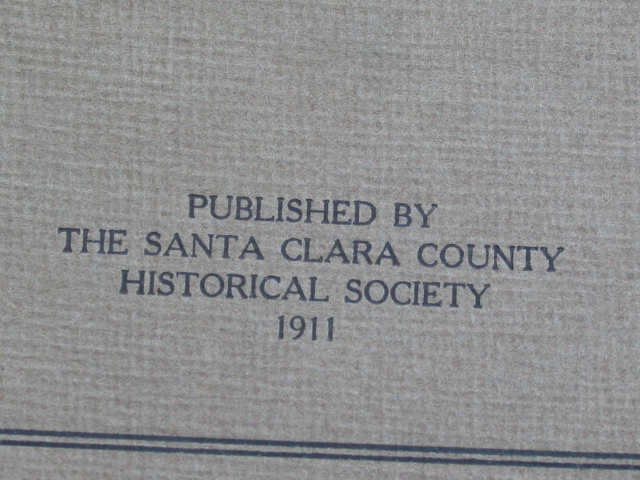 PUBLISHED BY
THE SANTA CLARA COUNTY
HISTORICAL SOCIETY
1911